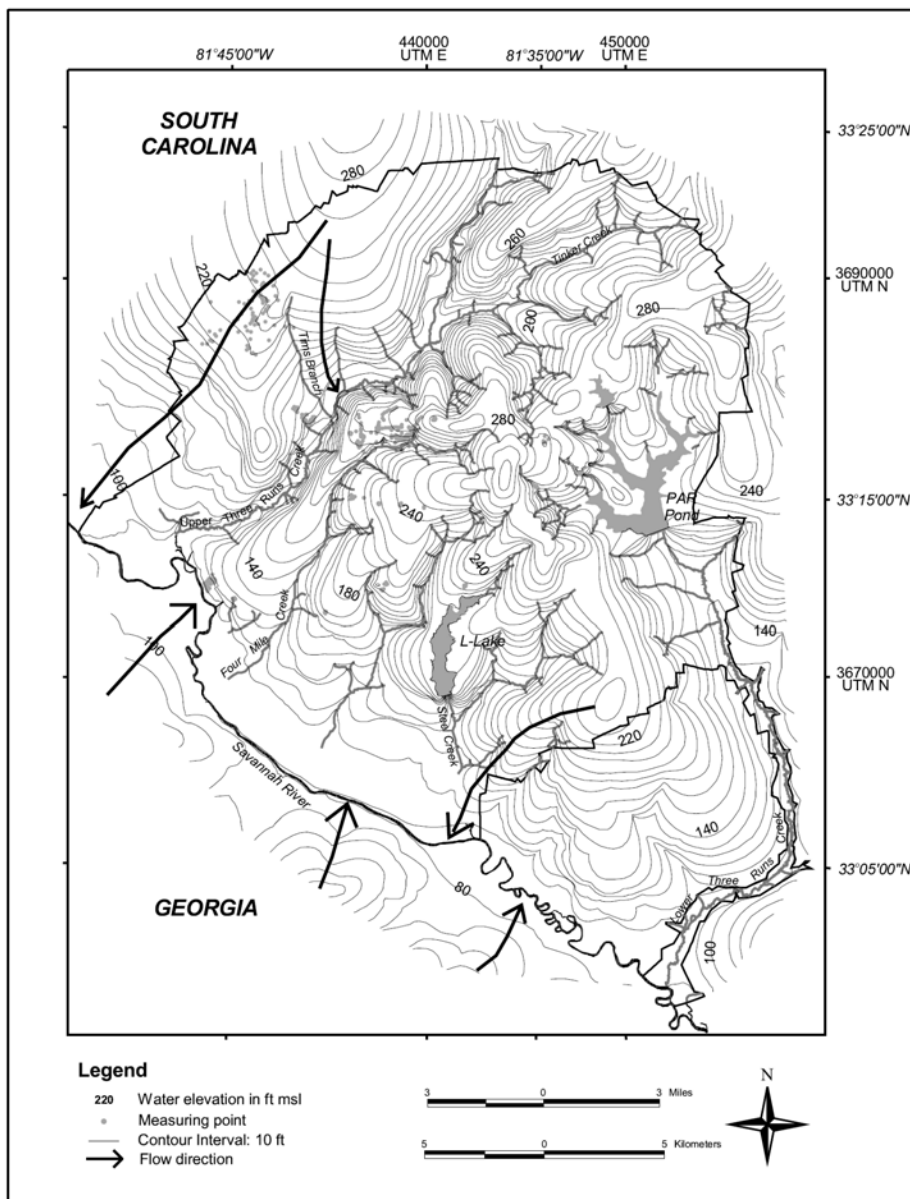 440000
450000
81°45'00"W
UTM E
81°35'00"W
UTM E
SOUTH
CAROLINA
33°25'00"N
280
260
Tinker Creek
220
3690000
UTM N
280
200
Tims Branch
280
100
Creek
Runs
Three
Upper
240
33°15'00"N
PAR
Pond
240
240
140
180
Creek
Mile
Four
L-Lake
140
100
3670000
UTM N
Steel Creek
220
Savannah River
140
Creek
Runs
Three
Lower
33°05'00"N
80
GEORGIA
100
Legend
220 Water elevation in ft msl
Measuring point
Contour Interval: 10 ft
Flow direction
3 0 3 Miles
5 0 5 Kilometers
N